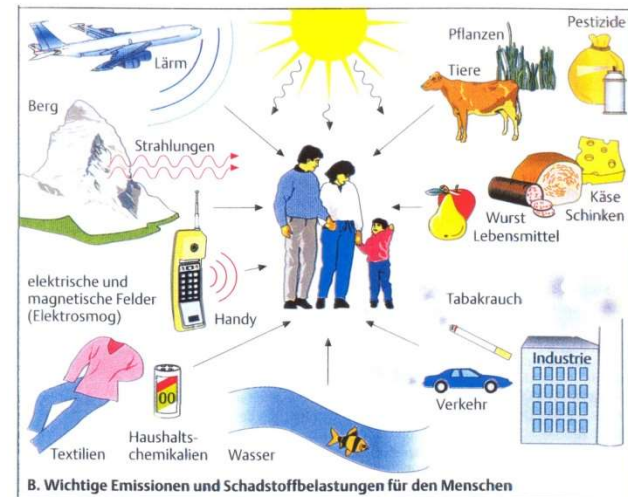 Lärm
Pflanzen
Tiere
Pestizide
Berg
Strahlungen
Käse
Schinken
Wurst
Lebensmittel
elektrische und
magnetische Felder
(Elektrosmog)
Handy
Tabakrauch
Industrie
Verkehr
00
Textilien
Haushalts-
chemikalien
Wasser
B. Wichtige Emissionen und Schadstoffbelastungen für den Menschen